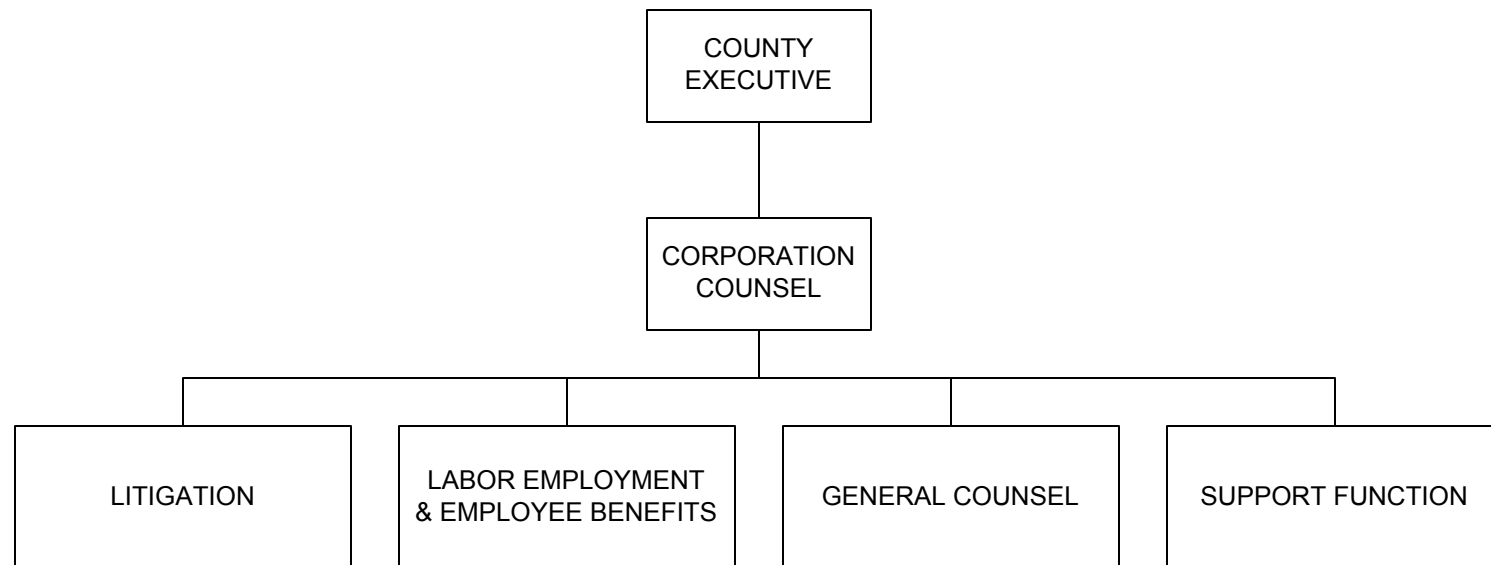 COUNTY
EXECUTIVE
CORPORATION
COUNSEL
LITIGATION
LABOR EMPLOYMENT
& EMPLOYEE BENEFITS
GENERAL COUNSEL
SUPPORT FUNCTION